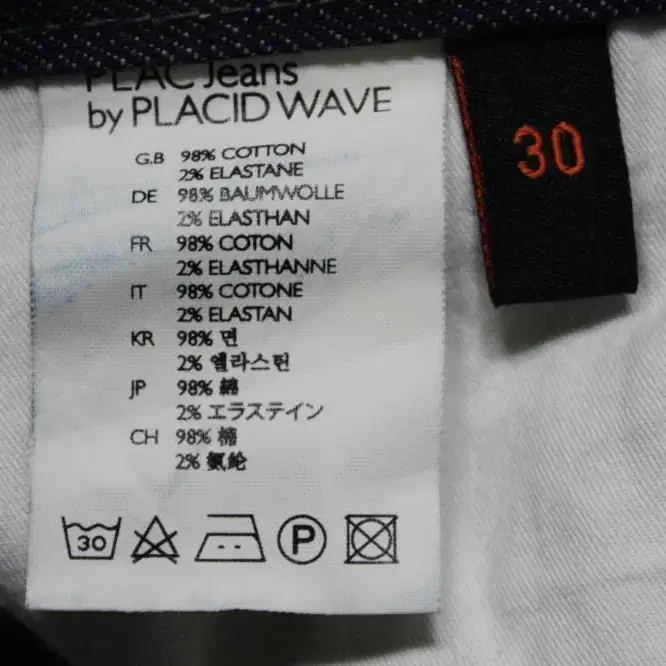 PLAC Jeans
by PLACID WAVE
G.B 98% COTTON
2% ELASTANE
DE 98% BAUMWOLLE
2% ELASTHAN
FR 98% COTON
2% ELASTHANNE
IT 98% COTONE
2% ELASTAN
KR 98% 면
2% 엘라스틴
JP 98% 綿
2% エラステイン
CH 98% 棉
2% 氨纶
30
P
30